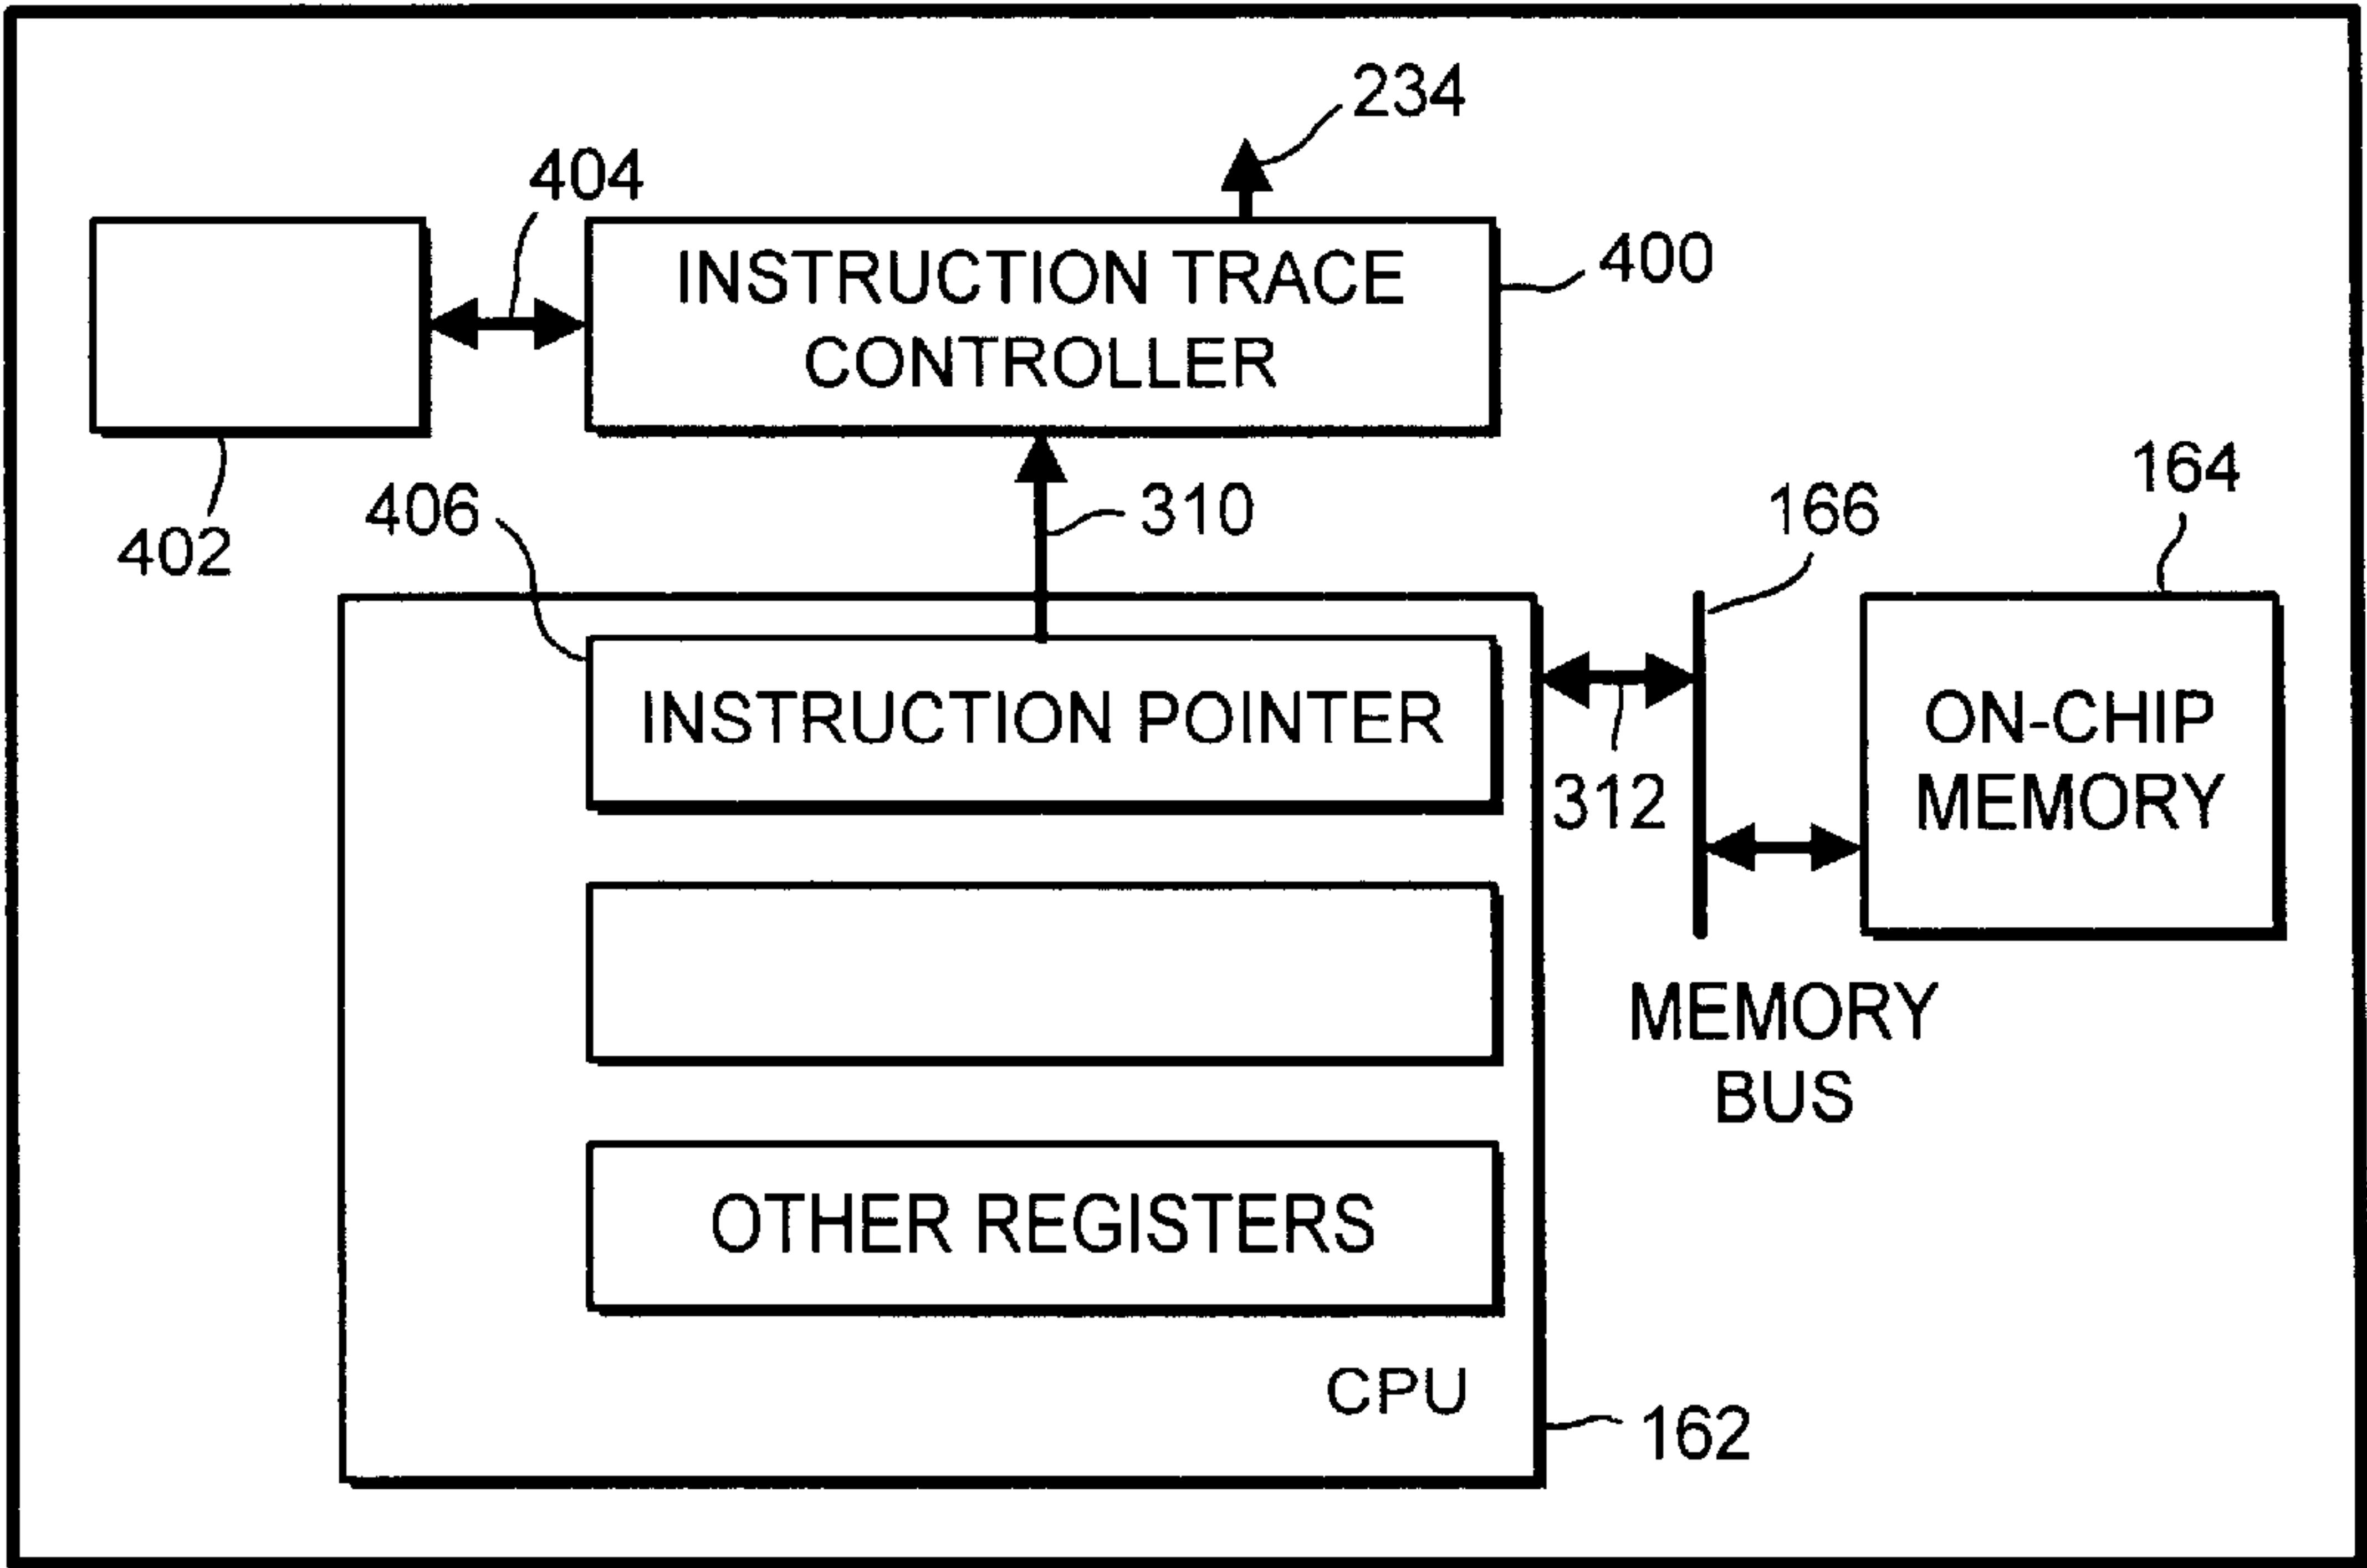 234
404
INSTRUCTION TRACE
CONTROLLER
400
402
406
310
166
164
INSTRUCTION POINTER
312
ON-CHIP
MEMORY
MEMORY
BUS
OTHER REGISTERS
CPU
162